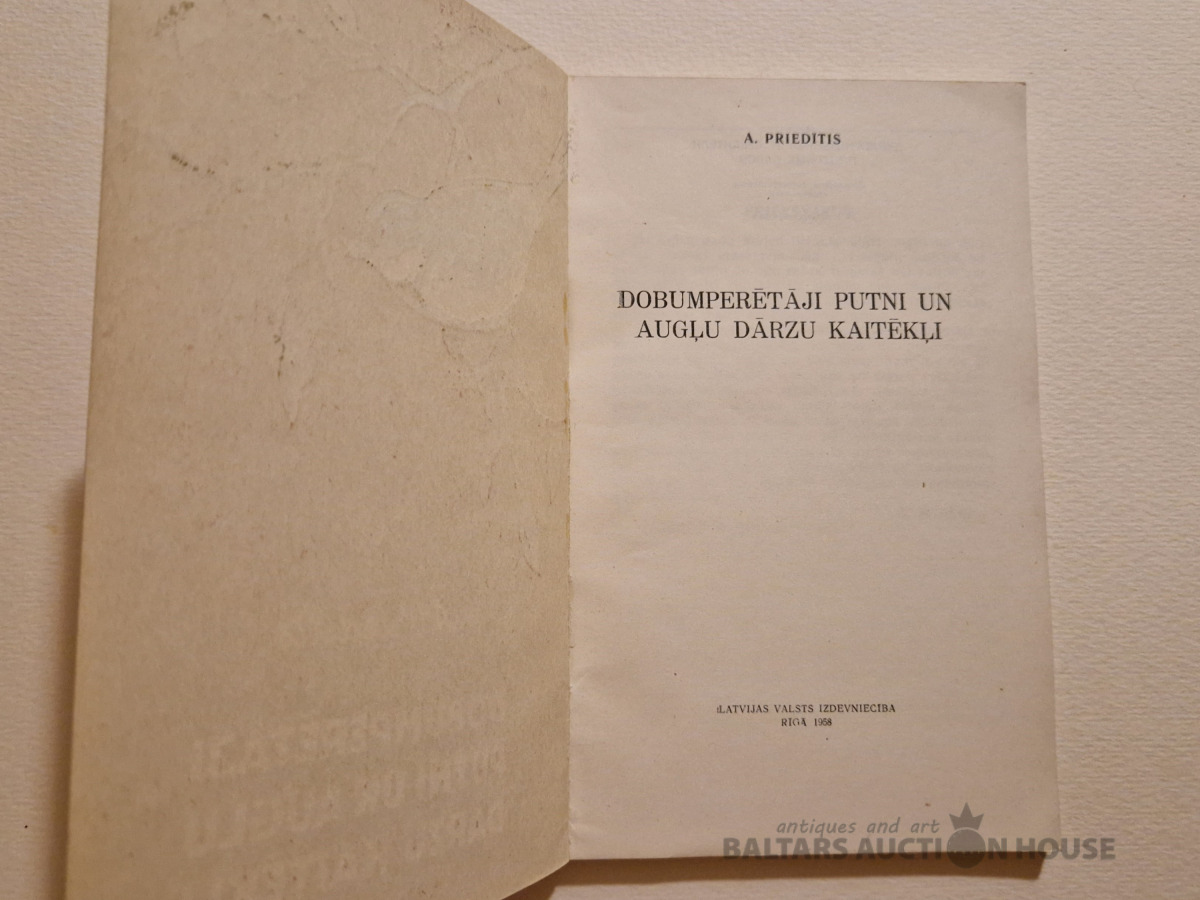 A. PRIEDĪTIS
DOBUMPERĒTĀJI PUTNI UN
AUGĻU DĀRZU KAITĒKĻI
LATVIJAS VALSTS IZDEVNIECĪBA
RĪGĀ 1958
antiques and art
BALTARS AUCTION HOUSE